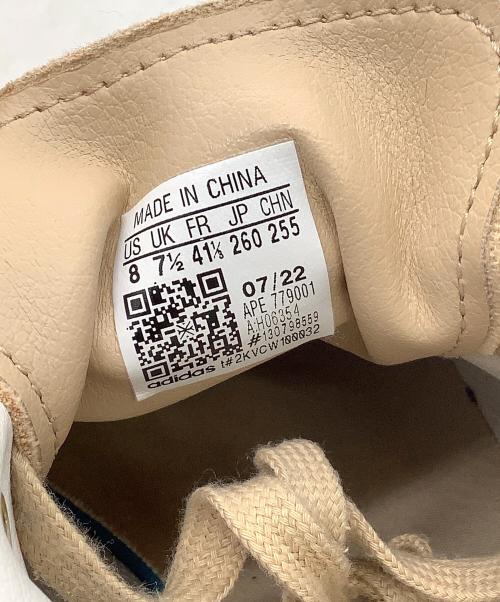 MADE IN CHINA
US UK FR JP CHN
8 7½ 41⅓ 260 255
07/22
APE 779001
A:H06354
#130798559
adidas t#2KVCW100032